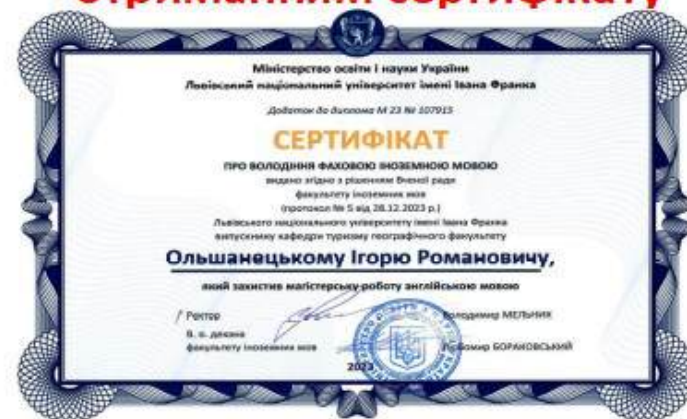 отриманням сертифікату
Міністерство освіти і науки України
Львівський національний університет імені Івана Франка
Додаток до диплома М 23 № 107915
СЕРТИФІКАТ
ПРО ВОЛОДІННЯ ФАХОВОЮ ІНОЗЕМНОЮ МОВОЮ
видано згідно з рішенням Вченої ради
факультету іноземних мов
(протокол № 5 від 28.12.2023 р.)
Львівського національного університету імені Івана Франка
випускнику кафедри туризму географічного факультету
Ольшанецькому Ігорю Романовичу,
який захистив магістерську роботу англійською мовою
/ Ректор Володимир МЕЛЬНИК
В. о. декана
факультету іноземних мов Любомир БОРАКОВСЬКИЙ
2023